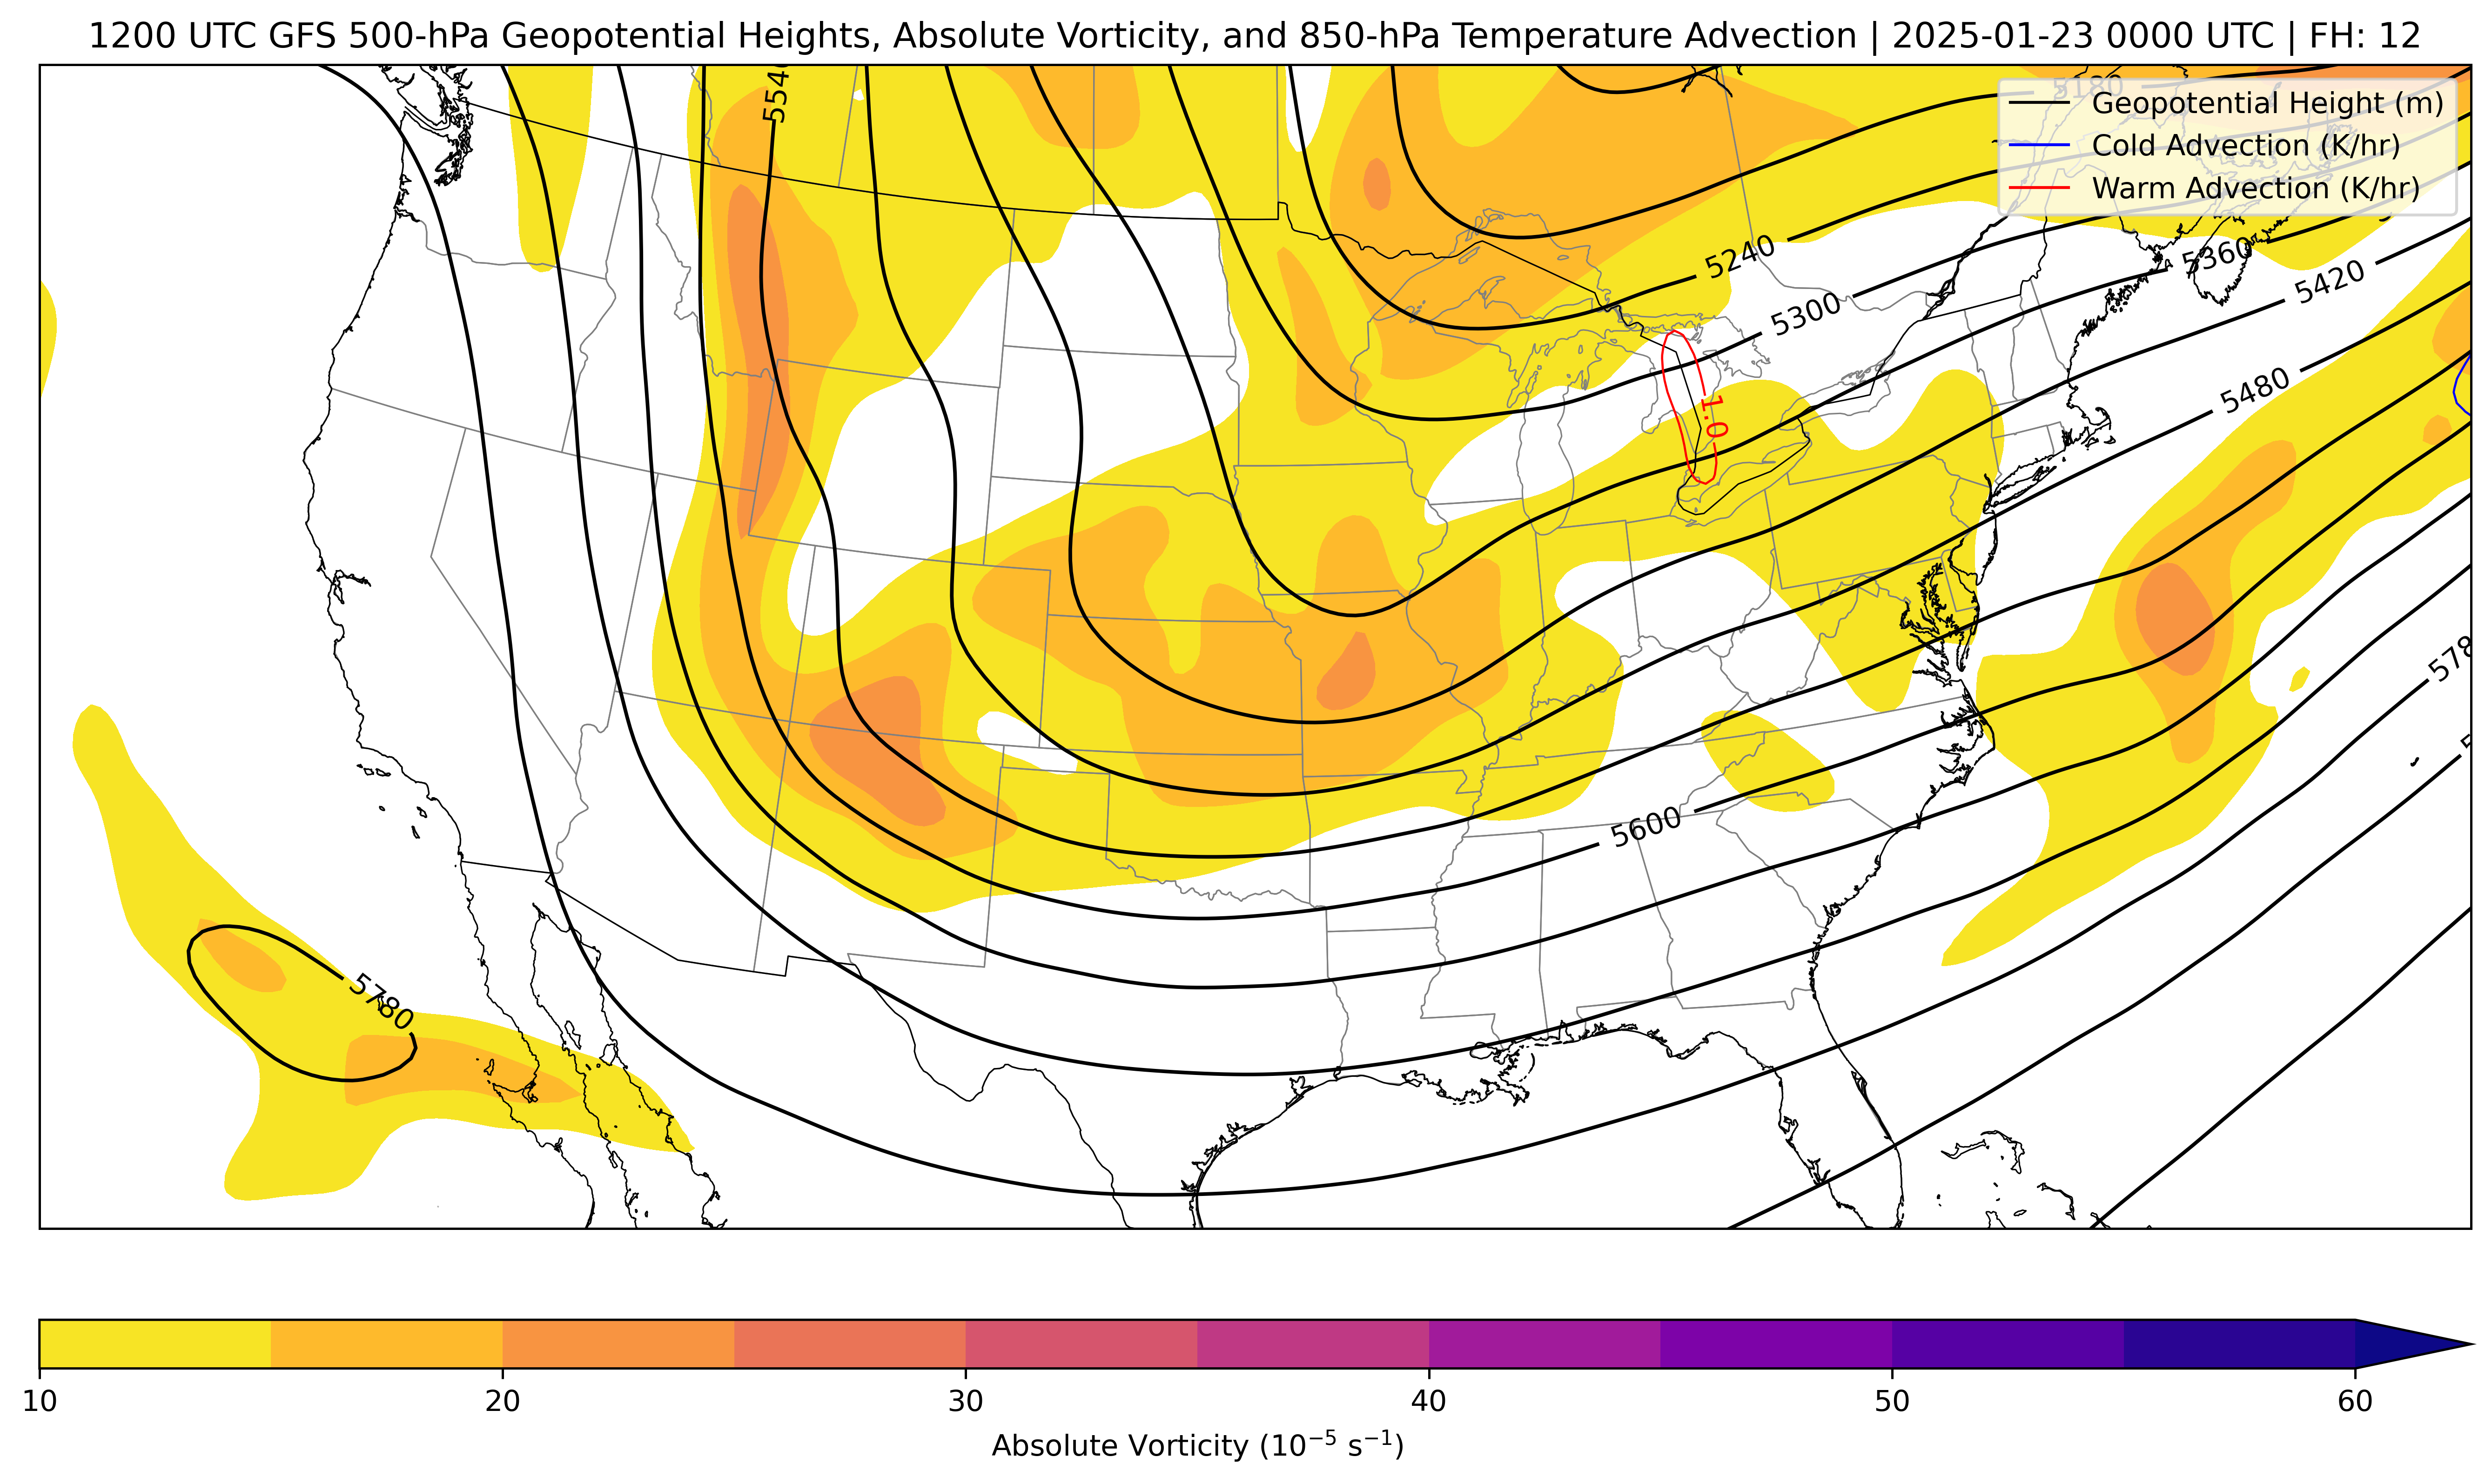 1200 UTC GFS 500-hPa Geopotential Heights, Absolute Vorticity, and 850-hPa Temperature Advection | 2025-01-23 0000 UTC | FH: 12
5540
5180
Geopotential Height (m)
Cold Advection (K/hr)
Warm Advection (K/hr)
5240
5360
5420
5300
5480
1.0
578
5600
5780
10 20 30 40 50 60
Absolute Vorticity (10⁻⁵ s⁻¹)